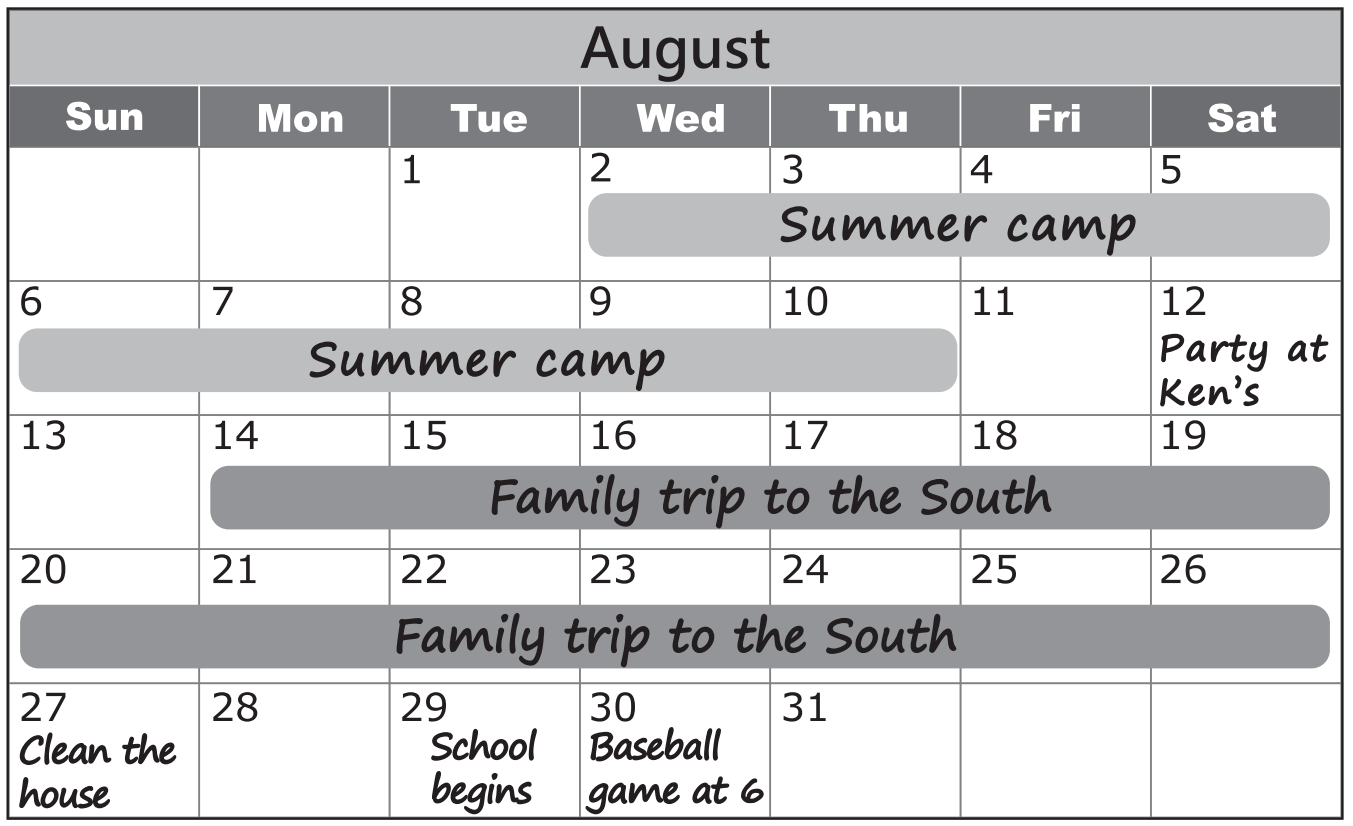 August
Sun Mon Tue Wed Thu Fri Sat
1 2 3 4 5
Summer camp
6 7 8 9 10 11 12
Summer camp
Party at
Ken's
13 14 15 16 17 18 19
Family trip to the South
20 21 22 23 24 25 26
Family trip to the South
27 28 29 30 31
Clean the
house
School
begins
Baseball
game at 6